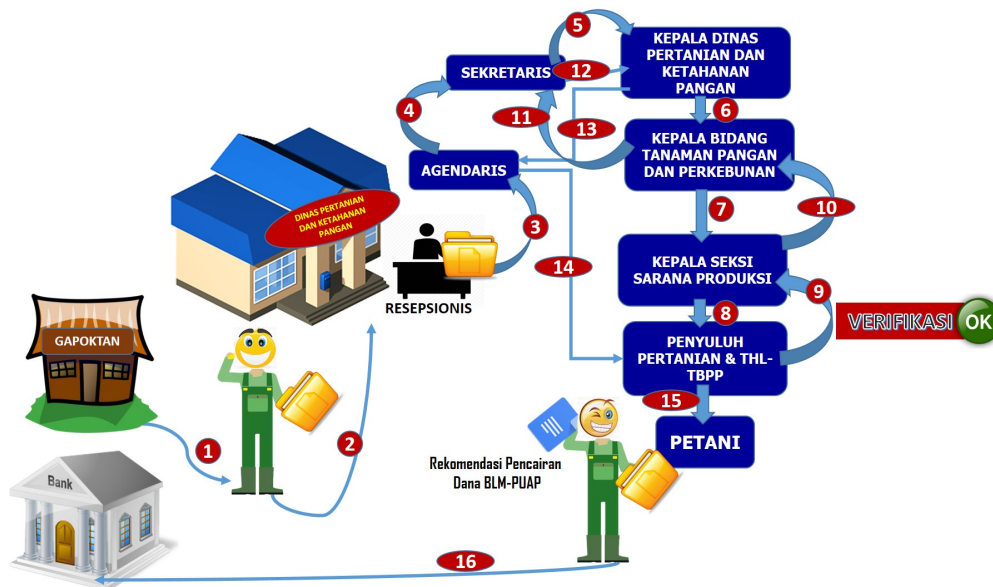 5
KEPALA DINAS
PERTANIAN DAN
KETAHANAN
PANGAN
SEKRETARIS
12
4
11
13
6
KEPALA BIDANG
TANAMAN PANGAN
DAN PERKEBUNAN
AGENDARIS
DINAS PERTANIAN
DAN KETAHANAN
PANGAN
3
7
10
14
KEPALA SEKSI
SARANA PRODUKSI
9
RESEPSIONIS
8
VERIFIKASI
OK
GAPOKTAN
PENYULUH
PERTANIAN & THL-
TBPP
15
1
2
PETANI
Rekomendasi Pencairan
Dana BLM-PUAP
Bank
16